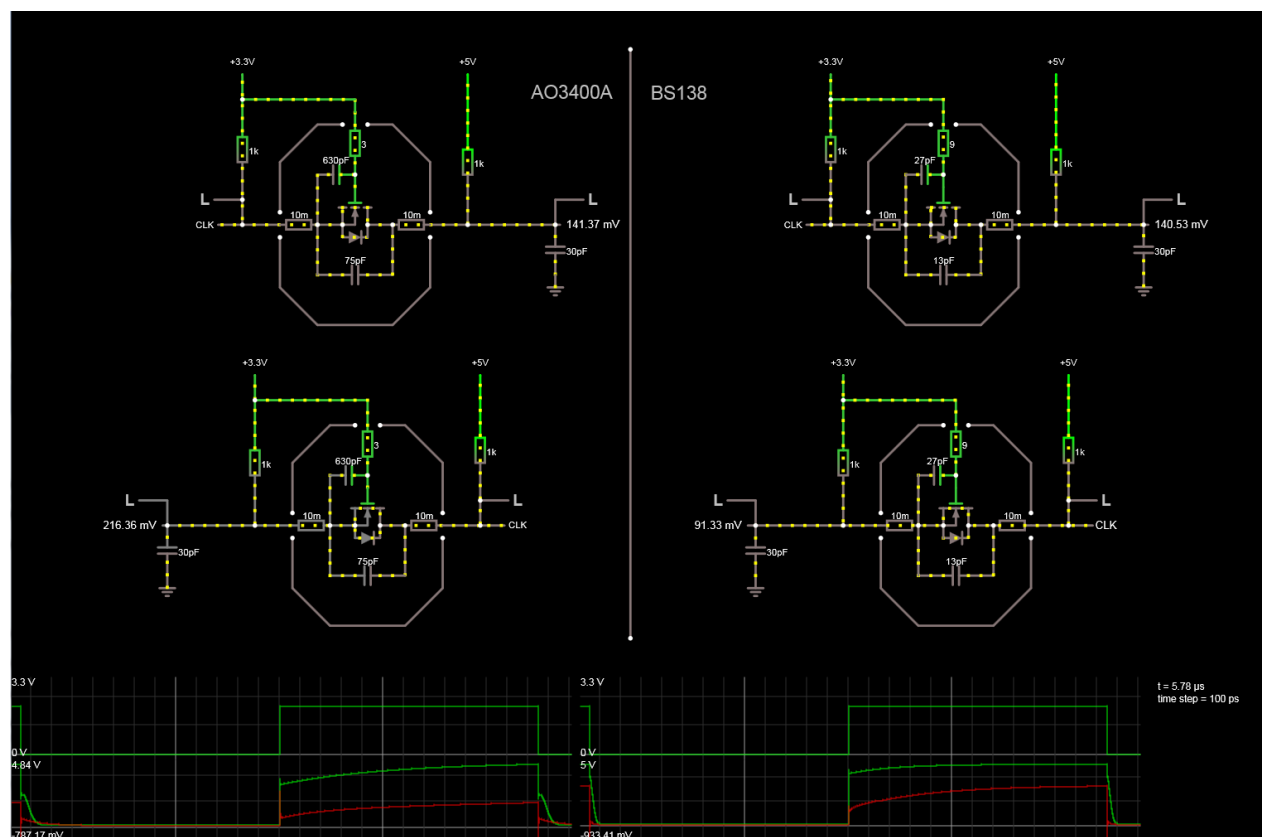 +3.3V
+5V
+3.3V
+5V
AO3400A
BS138
1k
3
630pF
1k
1k
9
27pF
1k
L
L
L
L
CLK
10m
10m
141.37 mV
CLK
10m
10m
140.53 mV
75pF
30pF
13pF
30pF
+3.3V
+5V
+3.3V
+5V
1k
3
630pF
1k
1k
9
27pF
1k
L
L
L
L
216.36 mV
10m
10m
CLK
91.33 mV
10m
10m
CLK
30pF
75pF
30pF
13pF
3.3 V
3.3 V
t = 5.78 µs
time step = 100 ps
0 V
0 V
4.84 V
5 V
-787.17 mV
-933.41 mV